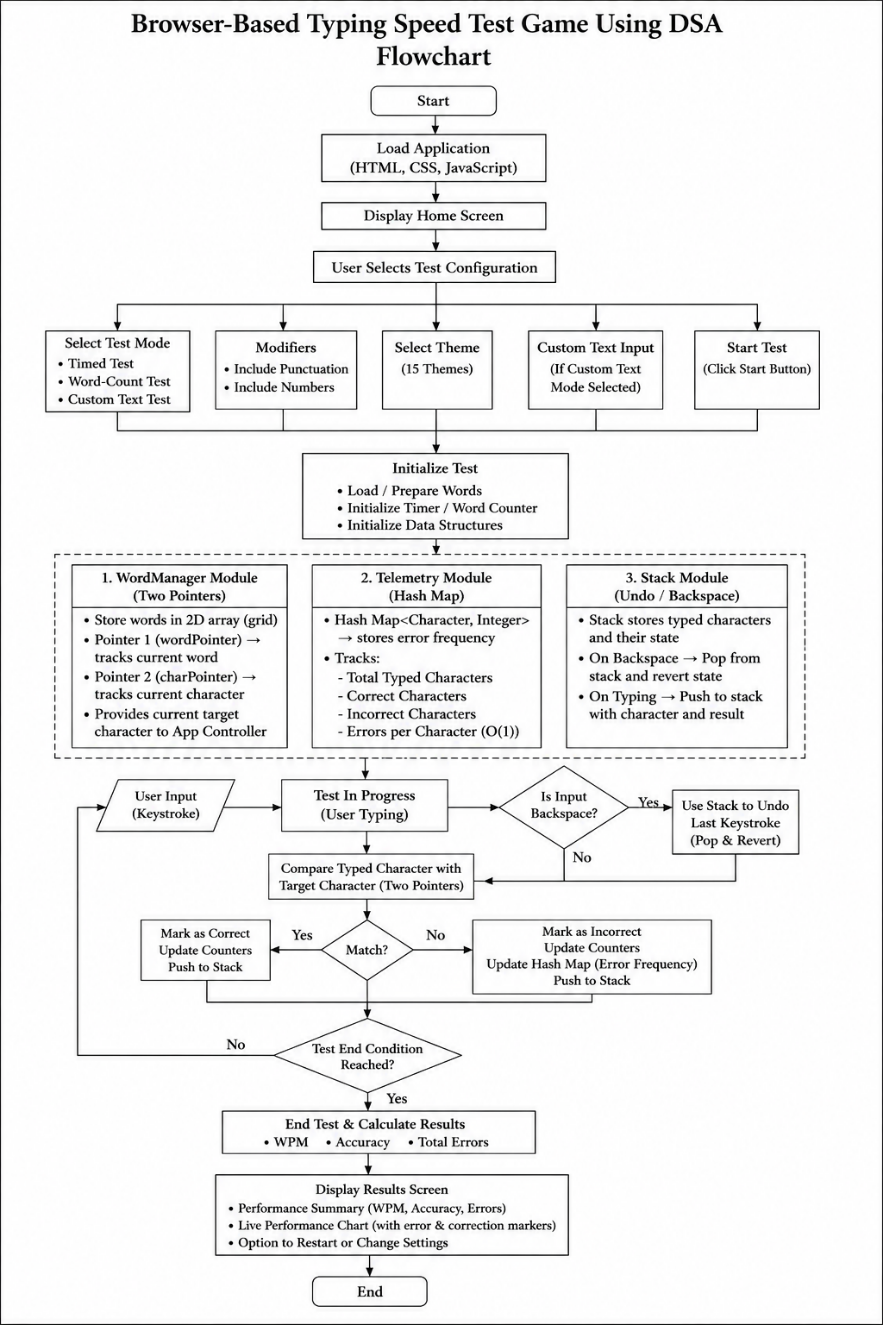 Browser-Based Typing Speed Test Game Using DSA
Flowchart
Start
Load Application
(HTML, CSS, JavaScript)
Display Home Screen
User Selects Test Configuration
Select Test Mode
• Timed Test
• Word-Count Test
• Custom Text Test
Modifiers
• Include Punctuation
• Include Numbers
Select Theme
(15 Themes)
Custom Text Input
(If Custom Text
Mode Selected)
Start Test
(Click Start Button)
Initialize Test
• Load / Prepare Words
• Initialize Timer / Word Counter
• Initialize Data Structures
1. WordManager Module
(Two Pointers)
• Store words in 2D array (grid)
• Pointer 1 (wordPointer) →
tracks current word
• Pointer 2 (charPointer) →
tracks current character
• Provides current target
character to App Controller
2. Telemetry Module
(Hash Map)
• Hash Map<Character, Integer>
→ stores error frequency
• Tracks:
- Total Typed Characters
- Correct Characters
- Incorrect Characters
- Errors per Character (O(1))
3. Stack Module
(Undo / Backspace)
• Stack stores typed characters
and their state
• On Backspace → Pop from
stack and revert state
• On Typing → Push to stack
with character and result
User Input
(Keystroke)
Test In Progress
(User Typing)
Is Input
Backspace?
Yes
Use Stack to Undo
Last Keystroke
(Pop & Revert)
No
Compare Typed Character with
Target Character (Two Pointers)
Mark as Correct
Update Counters
Push to Stack
Yes
Match?
No
Mark as Incorrect
Update Counters
Update Hash Map (Error Frequency)
Push to Stack
No
Test End Condition
Reached?
Yes
End Test & Calculate Results
• WPM • Accuracy • Total Errors
Display Results Screen
• Performance Summary (WPM, Accuracy, Errors)
• Live Performance Chart (with error & correction markers)
• Option to Restart or Change Settings
End